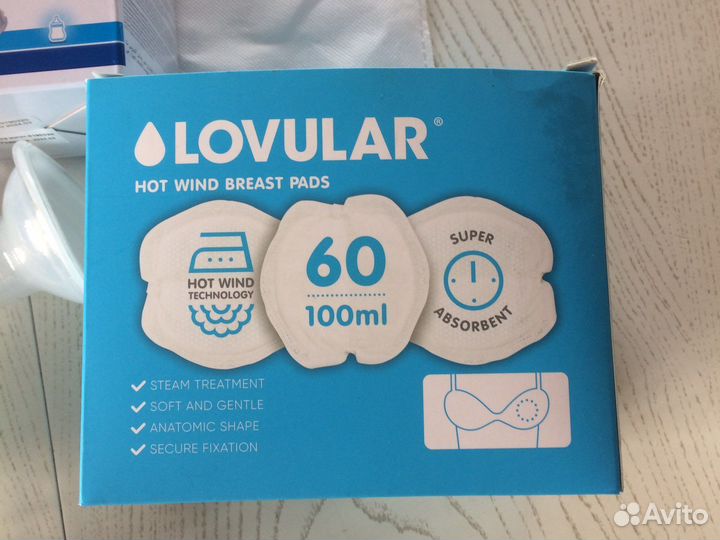 LOVULAR®
HOT WIND BREAST PADS
HOT WIND
TECHNOLOGY
60
100ml
SUPER
ABSORBENT
STEAM TREATMENT
SOFT AND GENTLE
ANATOMIC SHAPE
SECURE FIXATION
Avito